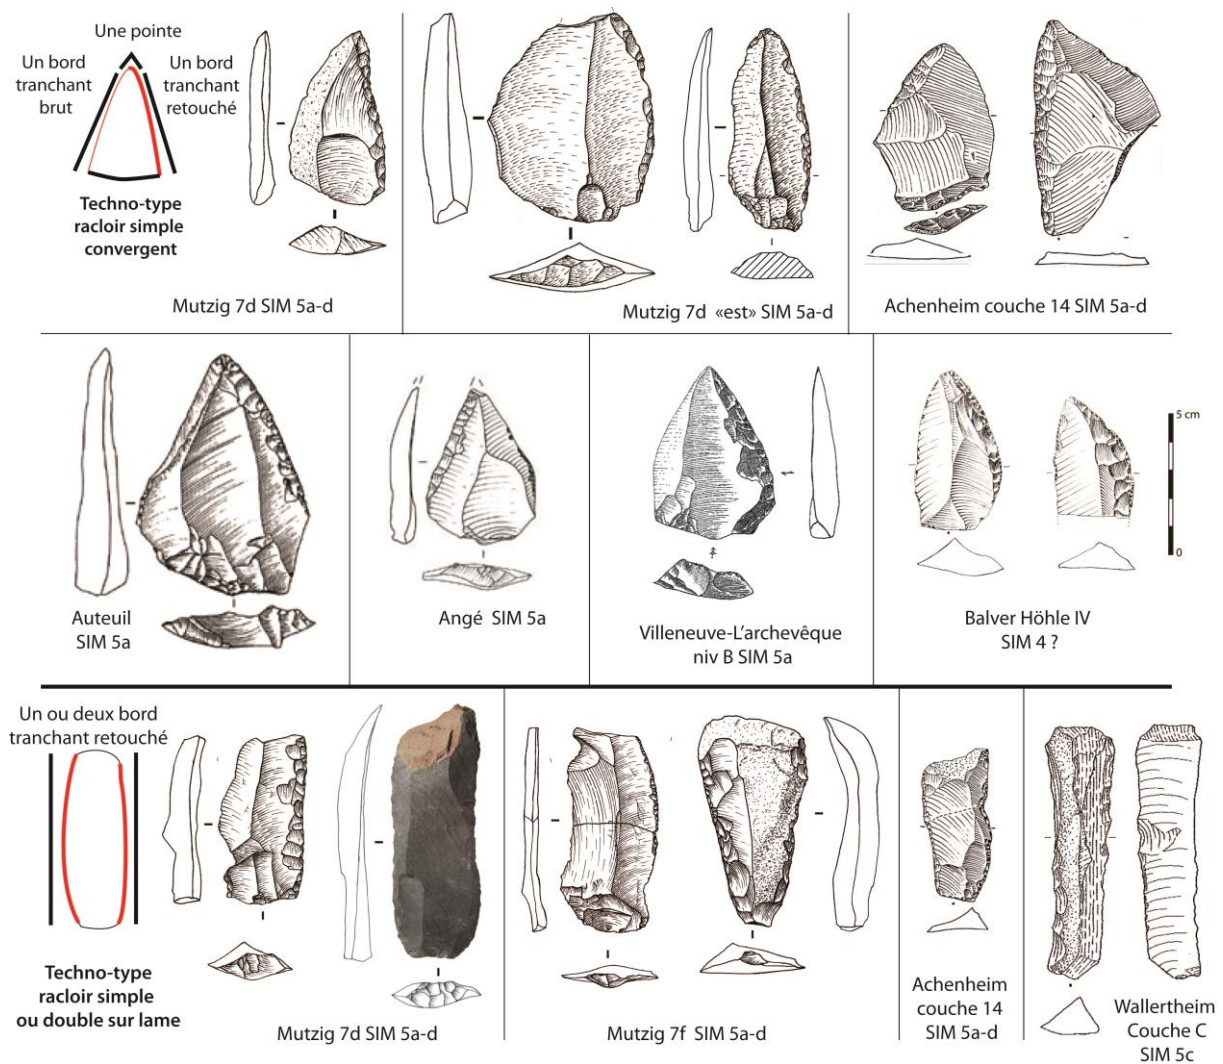 Une pointe
Un bord
tranchant
brut
Un bord
tranchant
retouché
Techno-type
racloir simple
convergent
Mutzig 7d SIM 5a-d
Mutzig 7d «est» SIM 5a-d
Achenheim couche 14 SIM 5a-d
Auteuil
SIM 5a
Angé SIM 5a
Villeneuve-L'archevêque
niv B SIM 5a
Balver Höhle IV
SIM 4 ?
5 cm
0
Un ou deux bord
tranchant retouché
Techno-type
racloir simple
ou double sur lame
Mutzig 7d SIM 5a-d
Mutzig 7f SIM 5a-d
Achenheim
couche 14
SIM 5a-d
Wallertheim
Couche C
SIM 5c